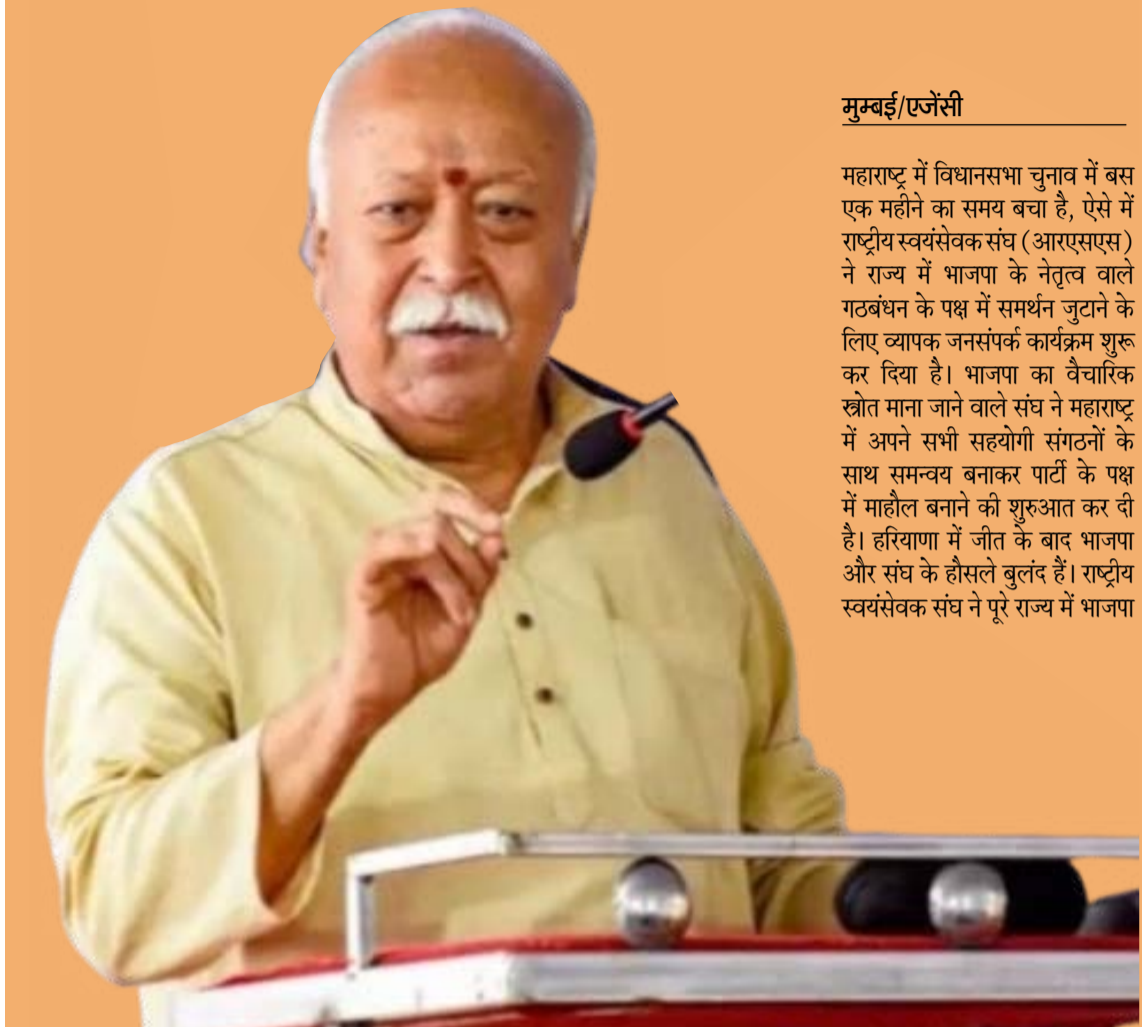 मुम्बई/एजेंसी
महाराष्ट्र में विधानसभा चुनाव में बस
एक महीने का समय बचा है, ऐसे में
राष्ट्रीय स्वयंसेवक संघ (आरएसएस)
ने राज्य में भाजपा के नेतृत्व वाले
गठबंधन के पक्ष में समर्थन जुटाने के
लिए व्यापक जनसंपर्क कार्यक्रम शुरू
कर दिया है। भाजपा का वैचारिक
स्त्रोत माना जाने वाले संघ ने महाराष्ट्र
में अपने सभी सहयोगी संगठनों के
साथ समन्वय बनाकर पार्टी के पक्ष
में माहौल बनाने की शुरुआत कर दी
है। हरियाणा में जीत के बाद भाजपा
और संघ के हौसले बुलंद हैं। राष्ट्रीय
स्वयंसेवक संघ ने पूरे राज्य में भाजपा